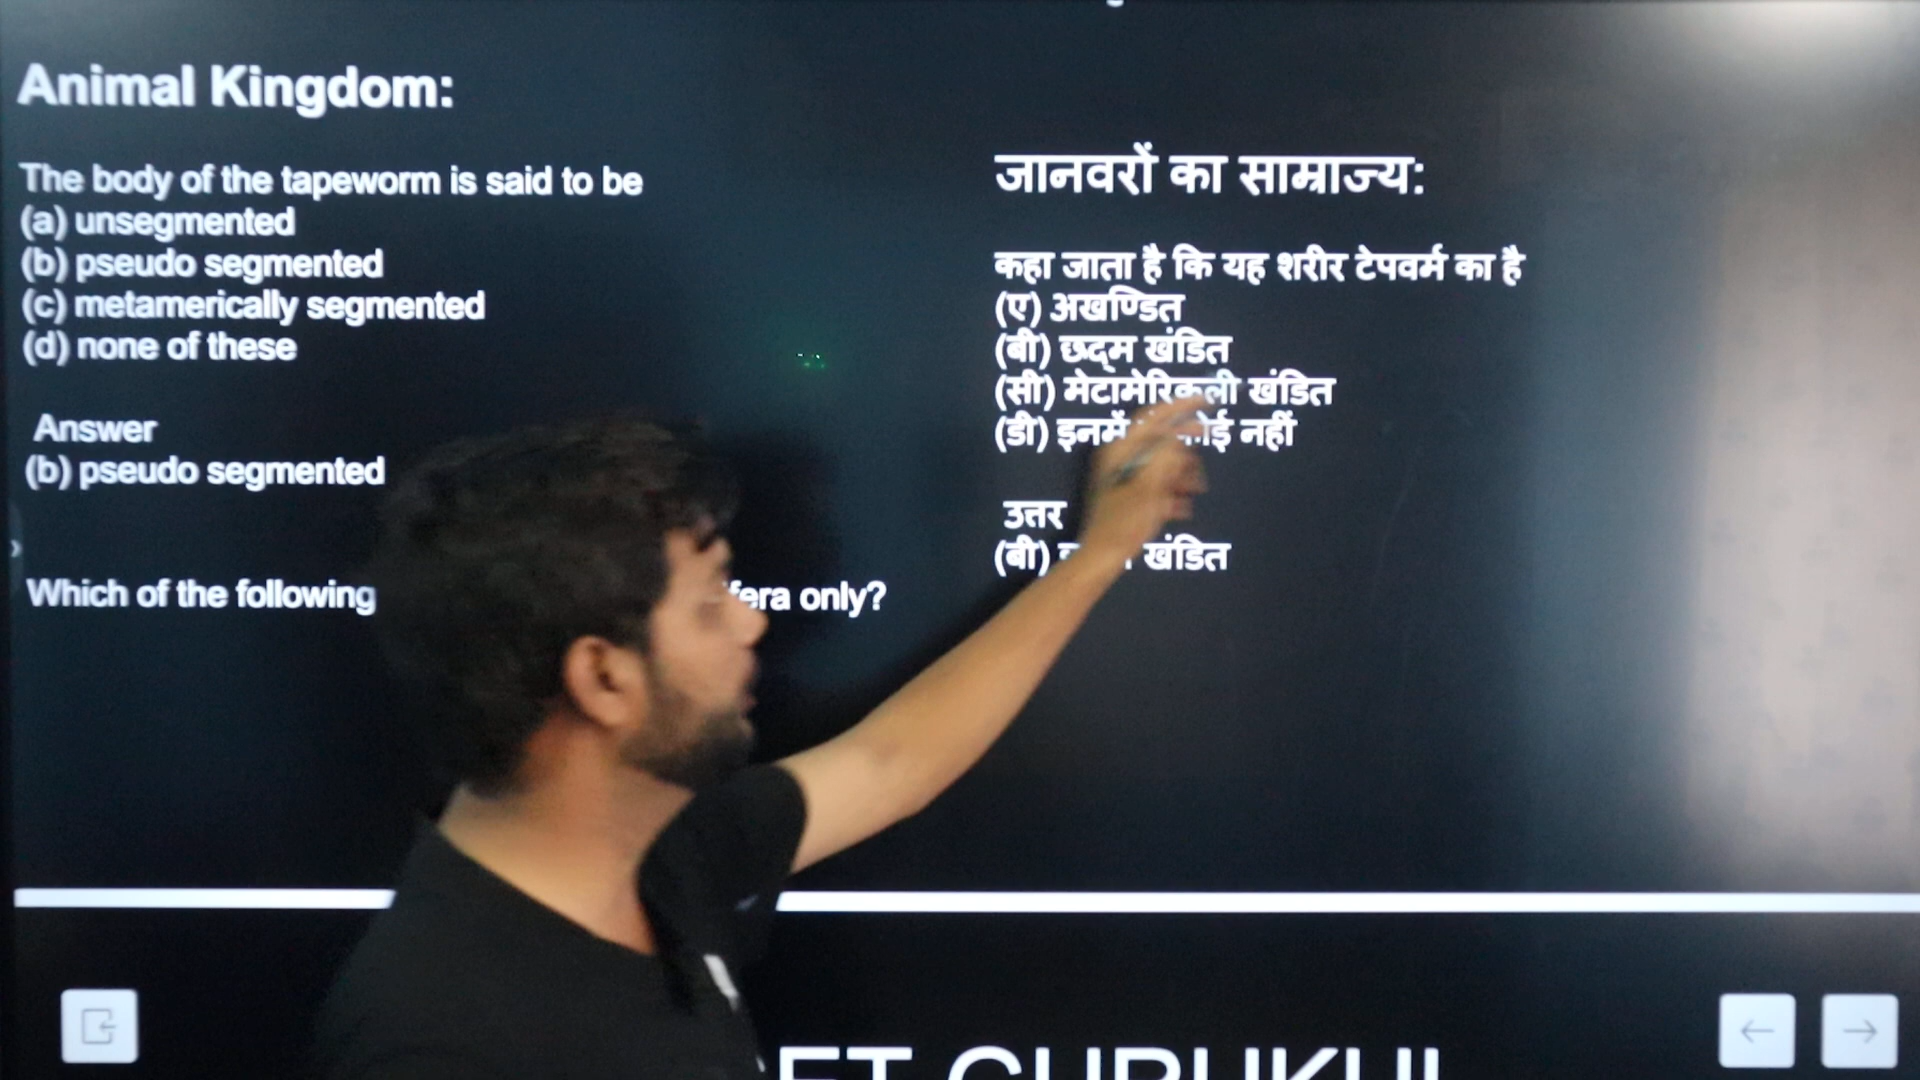 Animal Kingdom:
The body of the tapeworm is said to be
(a) unsegmented
(b) pseudo segmented
(c) metamerically segmented
(d) none of these
Answer
(b) pseudo segmented
Which of the following
only?
जानवरों का साम्राज्य:
कहा जाता है कि यह शरीर टेपवर्म का है
(ए) अखण्डित
(बी) छद्म खंडित
(सी) मेटामेरिकली खंडित
(डी) इनमें नहीं
उत्तर
(बी) खंडित
GURUKUL